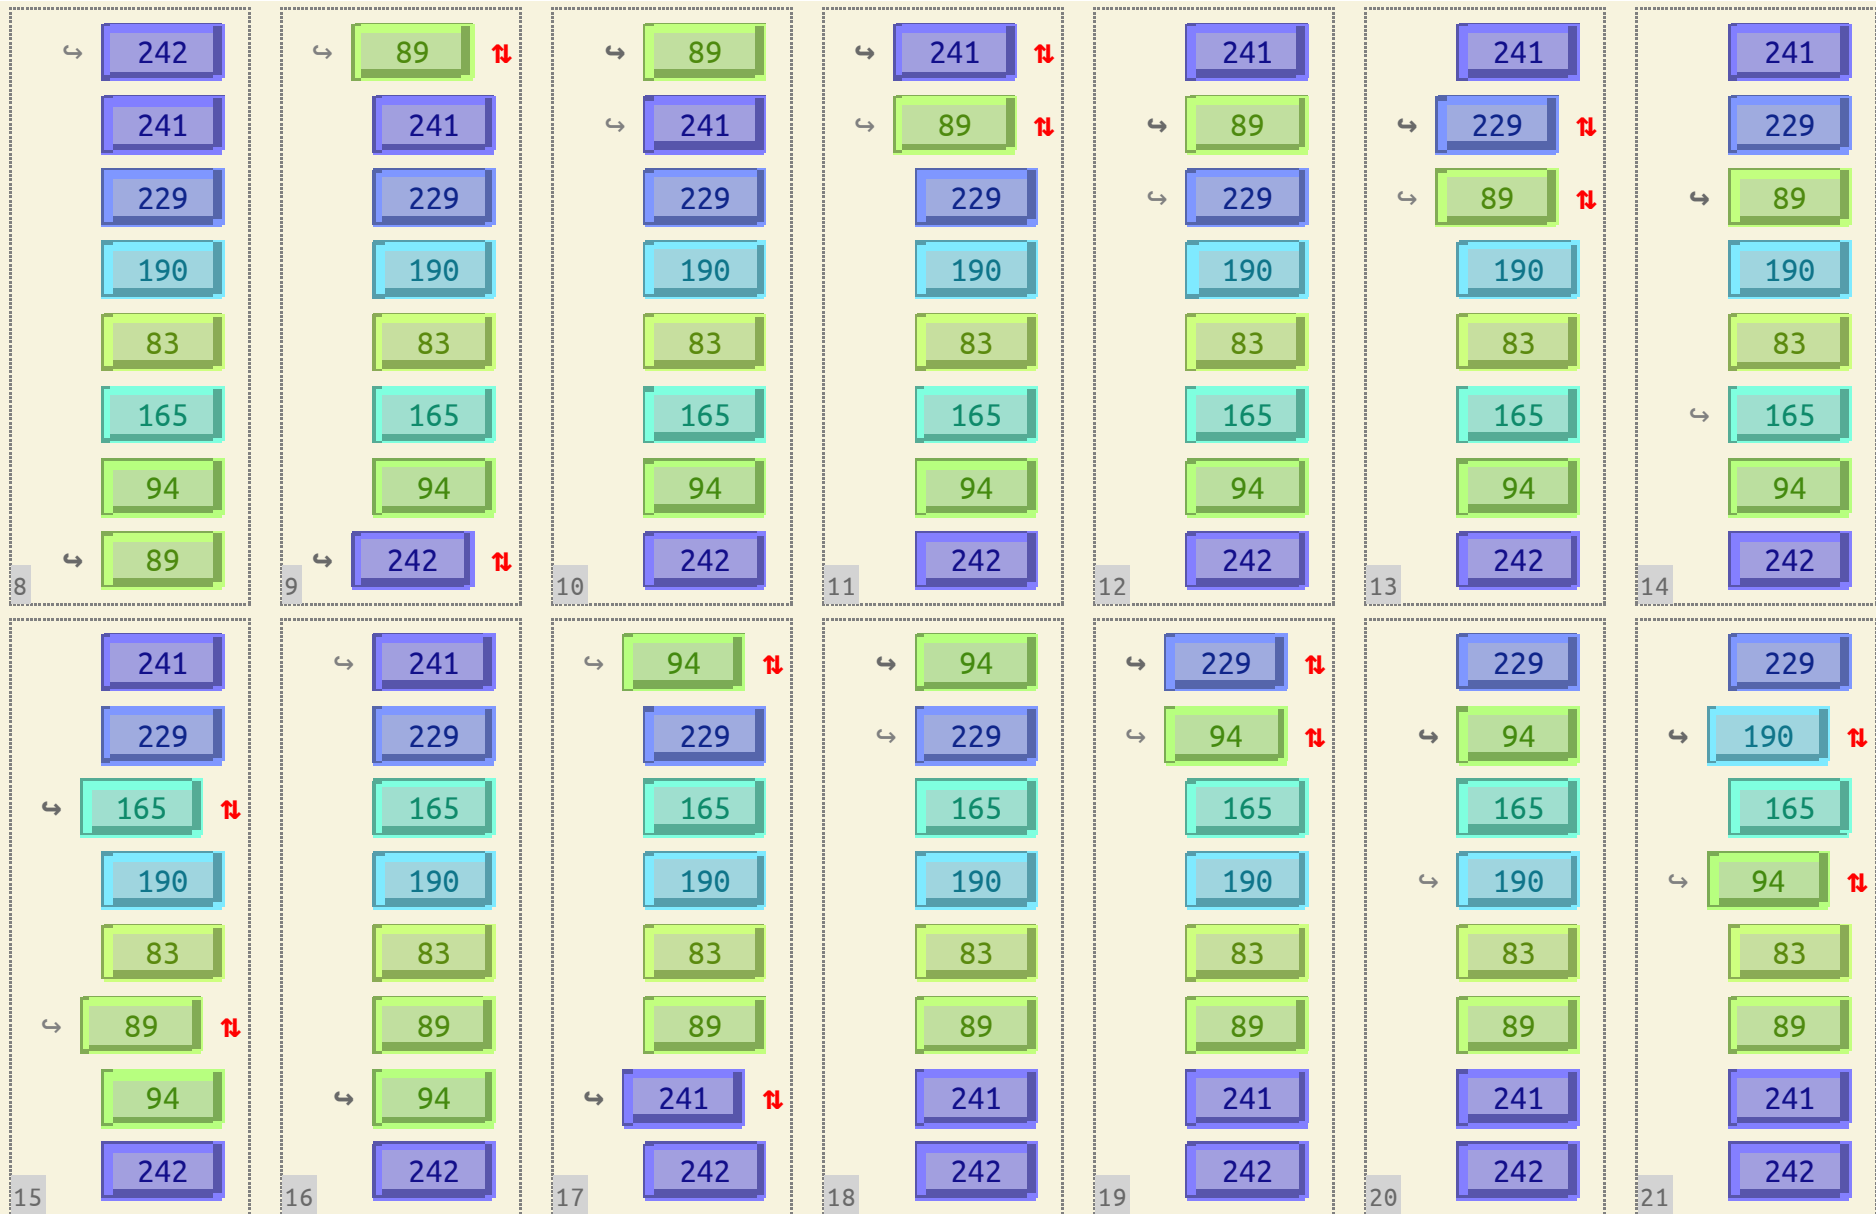 ↪ 242 ↪ 89 ⇅ ↪ 89 ↪ 241 ⇅ 241 241 241
241 241 ↪ 241 ↪ 89 ⇅ ↪ 89 ↪ 229 ⇅ 229
229 229 229 229 ↪ 229 ↪ 89 ⇅ ↪ 89
190 190 190 190 190 190 190
83 83 83 83 83 83 83
165 165 165 165 165 165 ↪ 165
94 94 94 94 94 94 94
↪ 89 ↪ 242 ⇅ 242 242 242 242 242
8 9 10 11 12 13 14
241 ↪ 241 ↪ 94 ⇅ ↪ 94 ↪ 229 ⇅ 229 229
229 229 229 ↪ 229 ↪ 94 ⇅ ↪ 94 ↪ 190 ⇅
↪ 165 ⇅ 165 165 165 165 165 165
190 190 190 190 190 ↪ 190 ↪ 94 ⇅
83 83 83 83 83 83 83
↪ 89 ⇅ 89 89 89 89 89 89
94 ↪ 94 ↪ 241 ⇅ 241 241 241 241
242 242 242 242 242 242 242
15 16 17 18 19 20 21